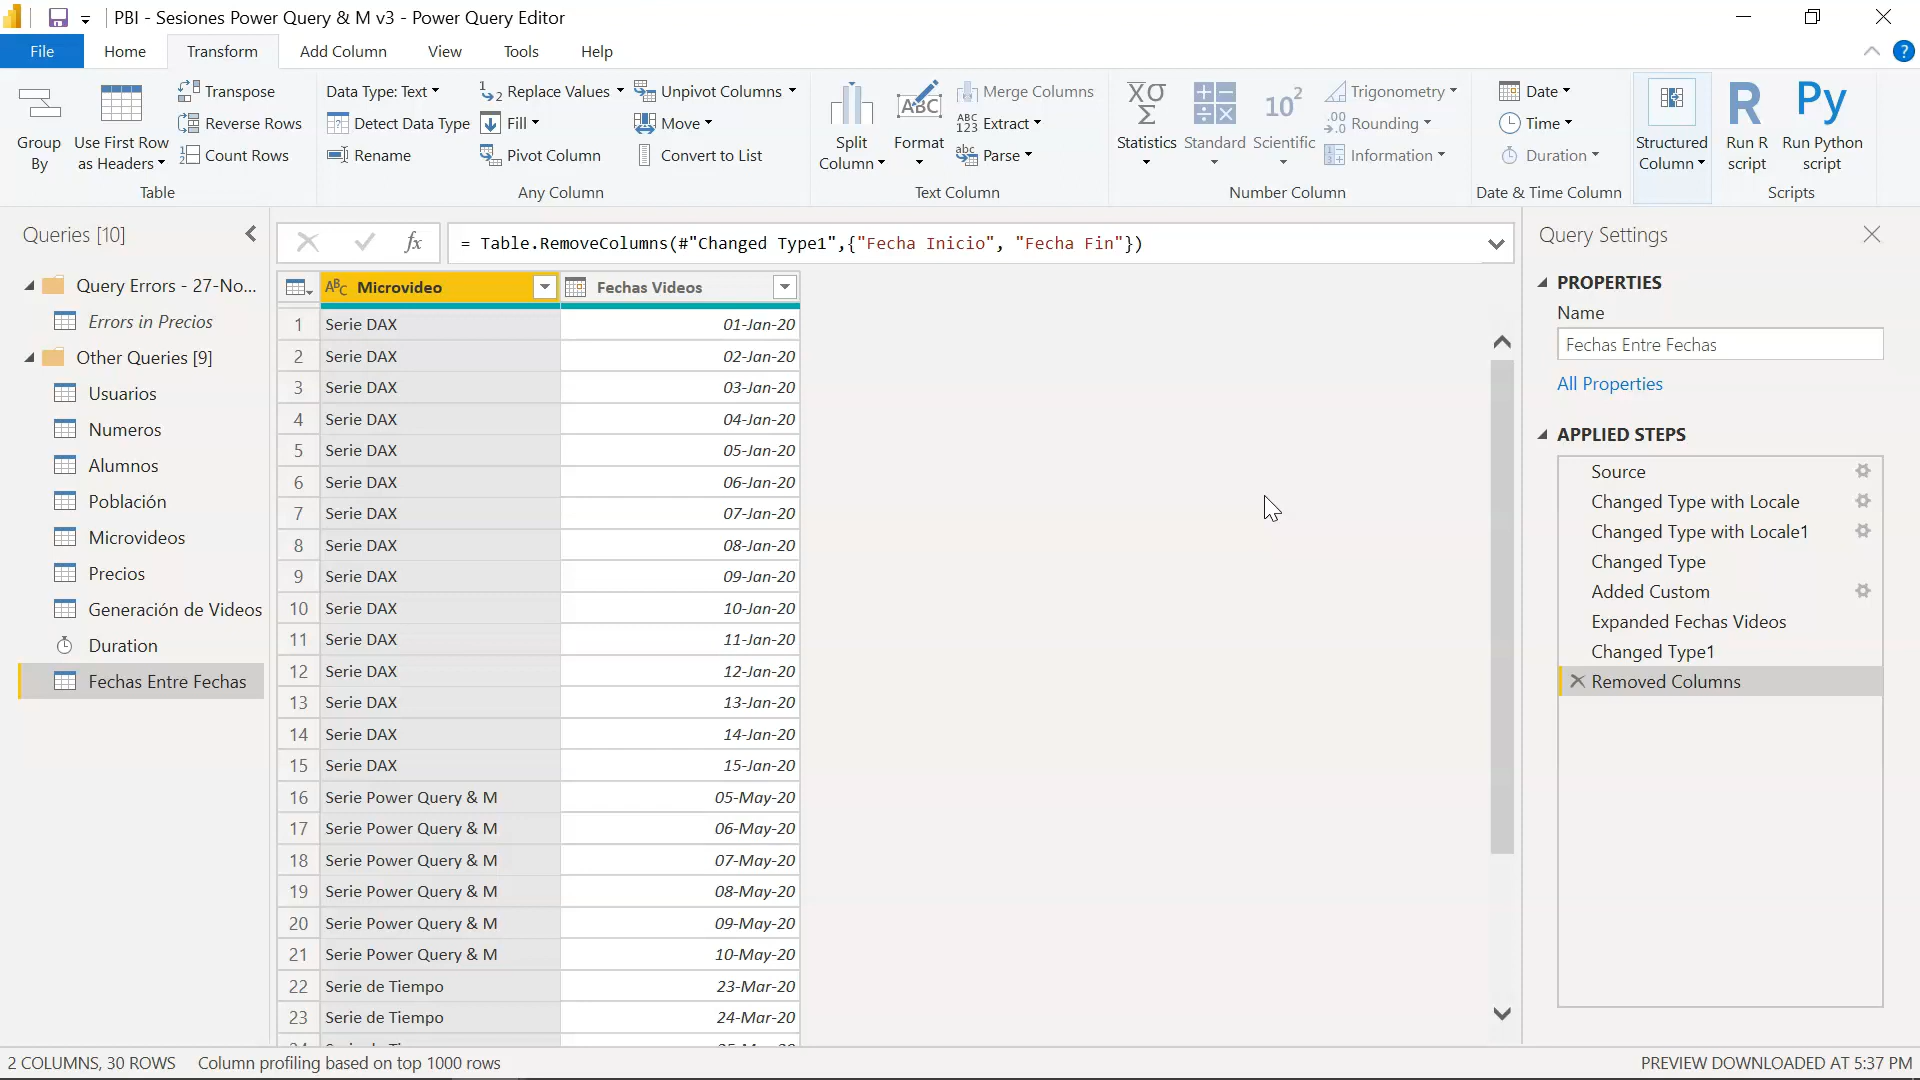 PBI - Sesiones Power Query & M v3 - Power Query Editor
File Home Transform Add Column View Tools Help ?
Group By
Use First Row as Headers
Transpose
Reverse Rows
Count Rows
Table
Data Type: Text
Detect Data Type
Rename
Replace Values
Fill
Pivot Column
Unpivot Columns
Move
Convert to List
Any Column
Split Column
Format
Merge Columns
Extract
Parse
Text Column
Statistics
Standard
Scientific
Trigonometry
Rounding
Information
Number Column
Date
Time
Duration
Date & Time Column
Structured Column
Run R script
Run Python script
Scripts
Queries [10]
Query Errors - 27-No...
Errors in Precios
Other Queries [9]
Usuarios
Numeros
Alumnos
Población
Microvideos
Precios
Generación de Videos
Duration
Fechas Entre Fechas
fx = Table.RemoveColumns(#"Changed Type1",{"Fecha Inicio", "Fecha Fin"})
ABC Microvideo Fechas Videos
1 Serie DAX 01-Jan-20
2 Serie DAX 02-Jan-20
3 Serie DAX 03-Jan-20
4 Serie DAX 04-Jan-20
5 Serie DAX 05-Jan-20
6 Serie DAX 06-Jan-20
7 Serie DAX 07-Jan-20
8 Serie DAX 08-Jan-20
9 Serie DAX 09-Jan-20
10 Serie DAX 10-Jan-20
11 Serie DAX 11-Jan-20
12 Serie DAX 12-Jan-20
13 Serie DAX 13-Jan-20
14 Serie DAX 14-Jan-20
15 Serie DAX 15-Jan-20
16 Serie Power Query & M 05-May-20
17 Serie Power Query & M 06-May-20
18 Serie Power Query & M 07-May-20
19 Serie Power Query & M 08-May-20
20 Serie Power Query & M 09-May-20
21 Serie Power Query & M 10-May-20
22 Serie de Tiempo 23-Mar-20
23 Serie de Tiempo 24-Mar-20
Query Settings
PROPERTIES
Name
Fechas Entre Fechas
All Properties
APPLIED STEPS
Source
Changed Type with Locale
Changed Type with Locale1
Changed Type
Added Custom
Expanded Fechas Videos
Changed Type1
Removed Columns
2 COLUMNS, 30 ROWS Column profiling based on top 1000 rows PREVIEW DOWNLOADED AT 5:37 PM